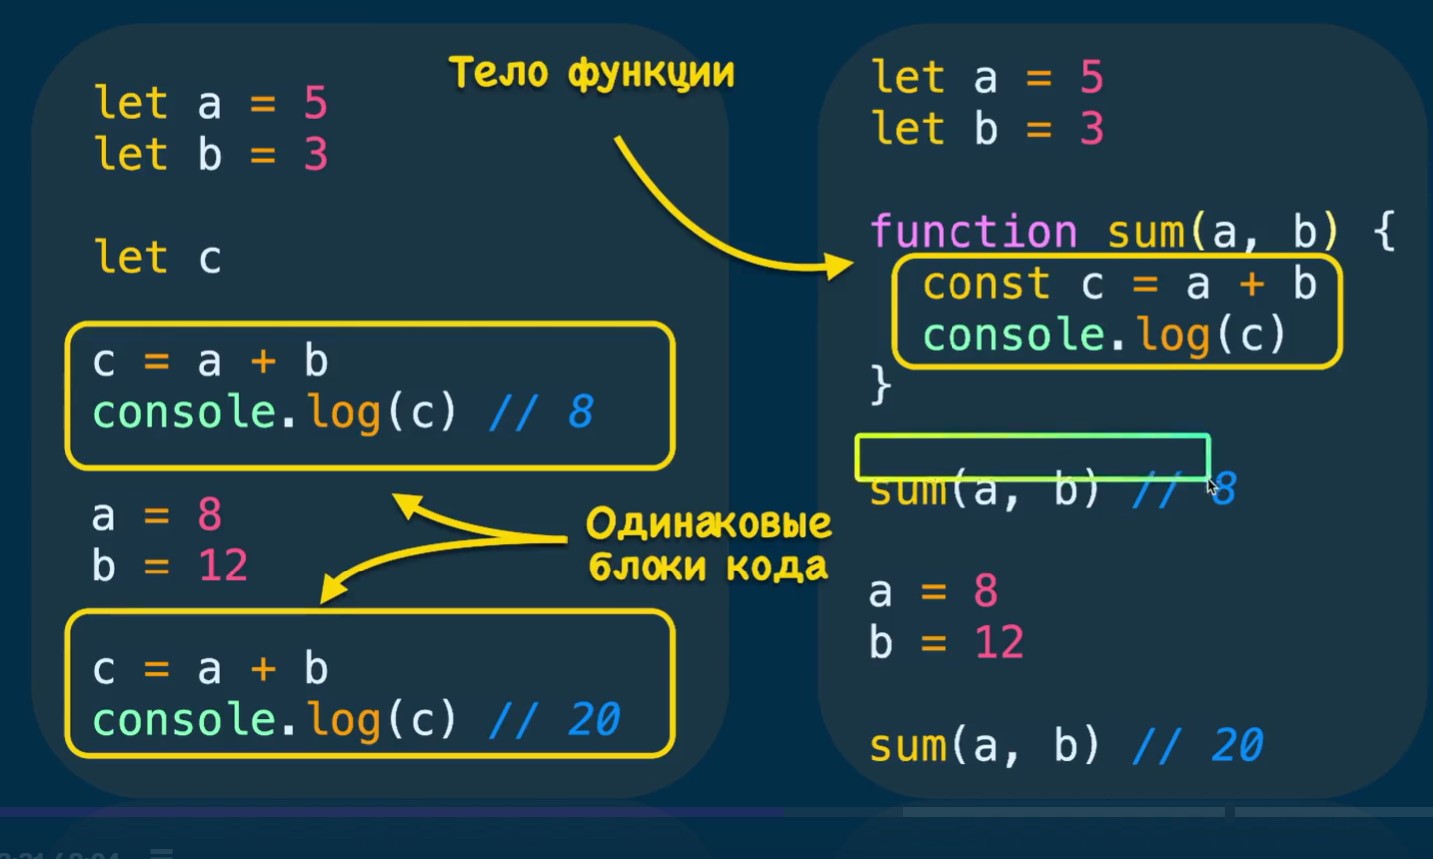 Тело функции
let a = 5
let b = 3
let c
c = a + b
console.log(c) // 8
a = 8
b = 12
Одинаковые
блоки кода
c = a + b
console.log(c) // 20
let a = 5
let b = 3
function sum(a, b) {
const c = a + b
console.log(c)
}
sum(a, b) // 8
a = 8
b = 12
sum(a, b) // 20